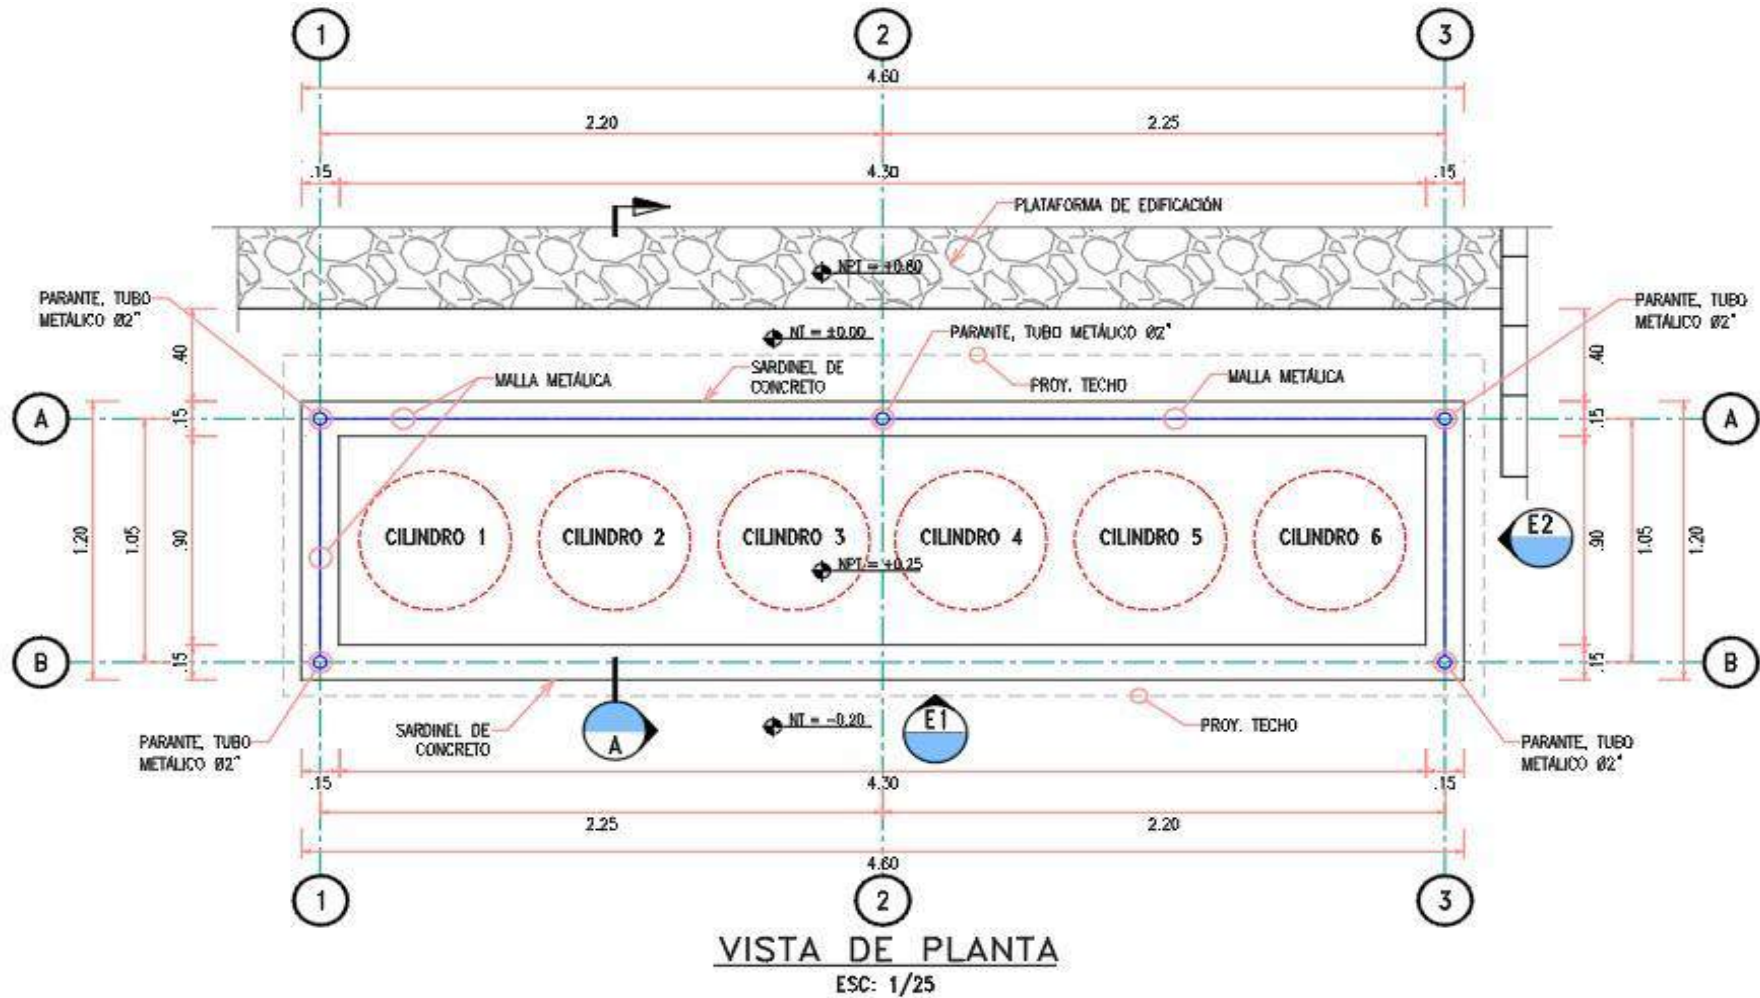 1 2 3
4.60
2.20 2.25
.15 4.30 .15
PLATAFORMA DE EDIFICACIÓN
NPT = +0.60
PARANTE, TUBO
METÁLICO Ø2"
PARANTE, TUBO
METÁLICO Ø2"
NT = ±0.00
PARANTE, TUBO METÁLICO Ø2"
.40 .40
SARDINEL DE
CONCRETO
MALLA METÁLICA
PROY. TECHO
MALLA METÁLICA
A .15 .15 A
1.20 1.05 .90 .90 1.05 1.20
CILINDRO 1 CILINDRO 2 CILINDRO 3 CILINDRO 4 CILINDRO 5 CILINDRO 6
E2
NPT = +0.25
B .15 .15 B
SARDINEL DE
CONCRETO
A
NT = -0.20
E1
PROY. TECHO
PARANTE, TUBO
METÁLICO Ø2"
PARANTE, TUBO
METÁLICO Ø2"
.15 4.30 .15
2.25 2.20
4.60
1 2 3
VISTA DE PLANTA
ESC: 1/25